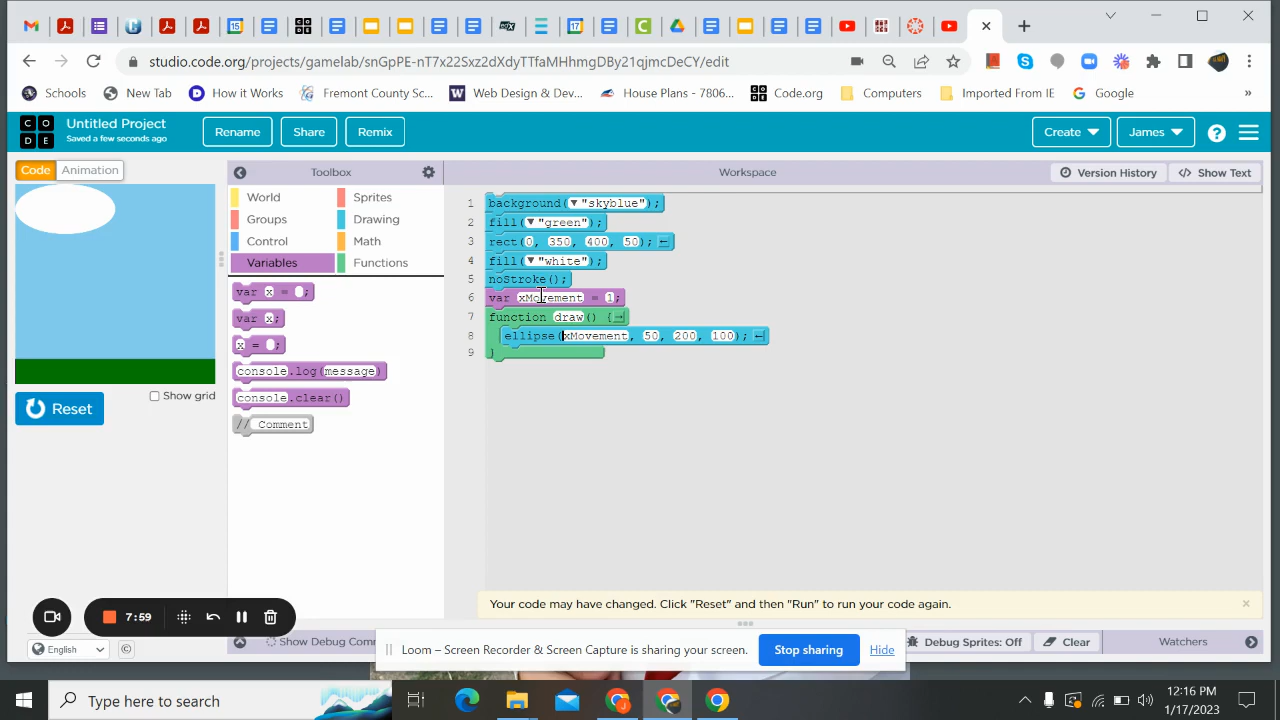 studio.code.org/projects/gamelab/snGpPE-nT7x22Sxz2dXdyTTfaMHhmgDBy21qjmcDeCY/edit
Schools
New Tab
How it Works
Fremont County Sc...
Web Design & Dev...
House Plans - 7806...
Code.org
Computers
Imported From IE
Google
»
CO
DE
Untitled Project
Saved a few seconds ago
Rename
Share
Remix
Create
James
?
Code
Animation
Toolbox
Workspace
Version History
</> Show Text
World
Sprites
Groups
Drawing
Control
Math
Variables
Functions
var x = ;
var x;
x = ;
console.log(message)
console.clear()
// Comment
Show grid
Reset
1 background("skyblue");
2 fill("green");
3 rect(0, 350, 400, 50);
4 fill("white");
5 noStroke();
6 var xMovement = 1;
7 function draw() {
8 ellipse(xMovement, 50, 200, 100);
9 }
Your code may have changed. Click "Reset" and then "Run" to run your code again.
7:59
English
Show Debug Com
Debug Sprites: Off
Clear
Watchers
Loom – Screen Recorder & Screen Capture is sharing your screen.
Stop sharing
Hide
Type here to search
12:16 PM
1/17/2023